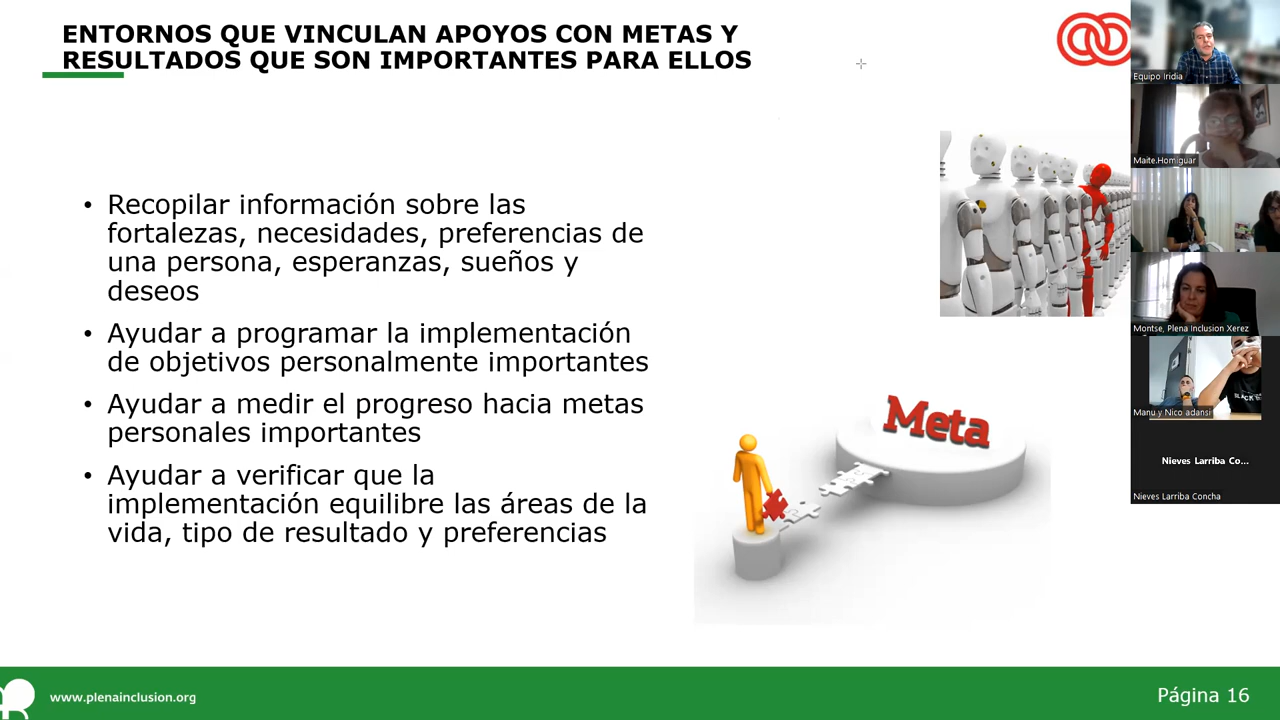 ENTORNOS QUE VINCULAN APOYOS CON METAS Y
RESULTADOS QUE SON IMPORTANTES PARA ELLOS
• Recopilar información sobre las
fortalezas, necesidades, preferencias de
una persona, esperanzas, sueños y
deseos
• Ayudar a programar la implementación
de objetivos personalmente importantes
• Ayudar a medir el progreso hacia metas
personales importantes
• Ayudar a verificar que la
implementación equilibre las áreas de la
vida, tipo de resultado y preferencias
Meta
Equipo Iridia
Maite.Homiguar
Montse, Plena Inclusion Xerez
Manu y Nico adansi
Nieves Larriba Co...
Nieves Larriba Concha
www.plenainclusion.org
Página 16